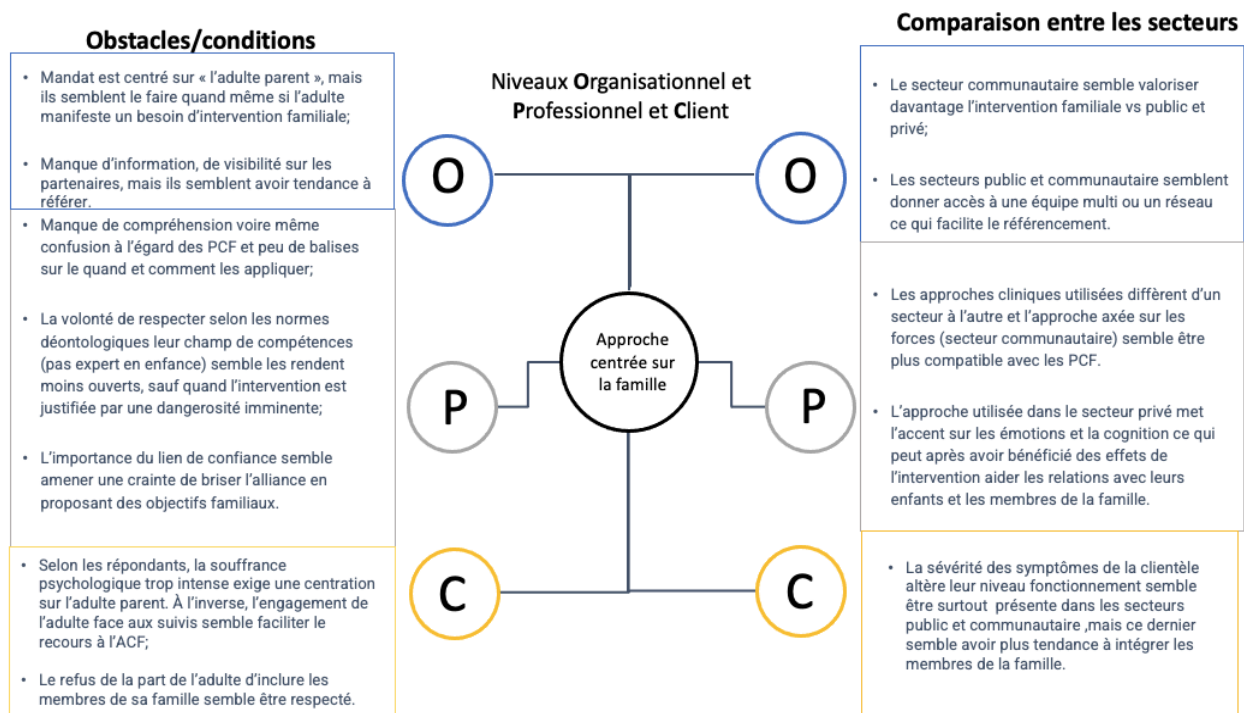 Obstacles/conditions
• Mandat est centré sur « l’adulte parent », mais
ils semblent le faire quand même si l’adulte
manifeste un besoin d’intervention familiale;
• Manque d’information, de visibilité sur les
partenaires, mais ils semblent avoir tendance à
référer.
• Manque de compréhension voire même
confusion à l’égard des PCF et peu de balises
sur le quand et comment les appliquer;
• La volonté de respecter selon les normes
déontologiques leur champ de compétences
(pas expert en enfance) semble les rendent
moins ouverts, sauf quand l’intervention est
justifiée par une dangerosité imminente;
• L’importance du lien de confiance semble
amener une crainte de briser l’alliance en
proposant des objectifs familiaux.
• Selon les répondants, la souffrance
psychologique trop intense exige une centration
sur l’adulte parent. À l’inverse, l’engagement de
l’adulte face aux suivis semble faciliter le
recours à l’ACF;
• Le refus de la part de l’adulte d’inclure les
membres de sa famille semble être respecté.
Niveaux Organisationnel et
Professionnel et Client
O
O
Approche
centrée sur
la famille
P
P
C
C
Comparaison entre les secteurs
• Le secteur communautaire semble valoriser
davantage l’intervention familiale vs public et
privé;
• Les secteurs public et communautaire semblent
donner accès à une équipe multi ou un réseau
ce qui facilite le référencement.
• Les approches cliniques utilisées diffèrent d’un
secteur à l’autre et l’approche axée sur les
forces (secteur communautaire) semble être
plus compatible avec les PCF.
• L’approche utilisée dans le secteur privé met
l’accent sur les émotions et la cognition ce qui
peut après avoir bénéficié des effets de
l’intervention aider les relations avec leurs
enfants et les membres de la famille.
• La sévérité des symptômes de la clientèle
altère leur niveau fonctionnement semble
être surtout présente dans les secteurs
public et communautaire ,mais ce dernier
semble avoir plus tendance à intégrer les
membres de la famille.